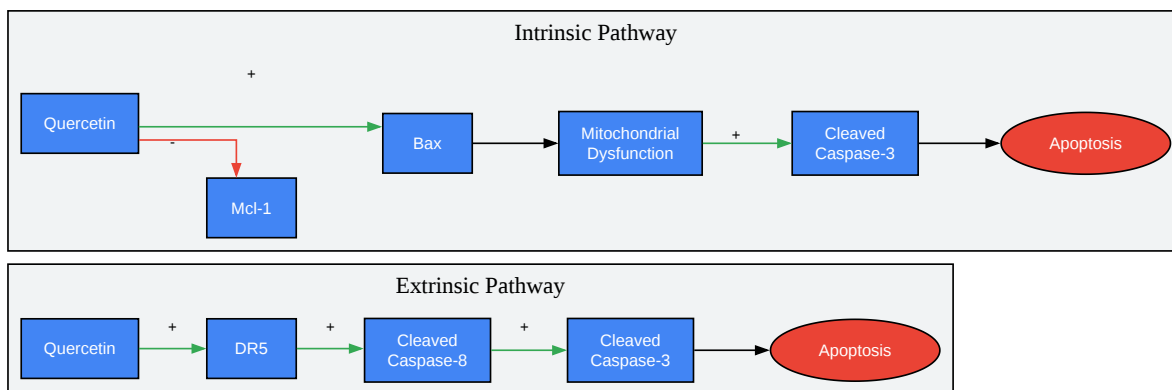 Intrinsic Pathway
+
Quercetin
-
Mcl-1
Bax
Mitochondrial
Dysfunction
+
Cleaved
Caspase-3
Apoptosis
Extrinsic Pathway
Quercetin
+
DR5
+
Cleaved
Caspase-8
+
Cleaved
Caspase-3
Apoptosis